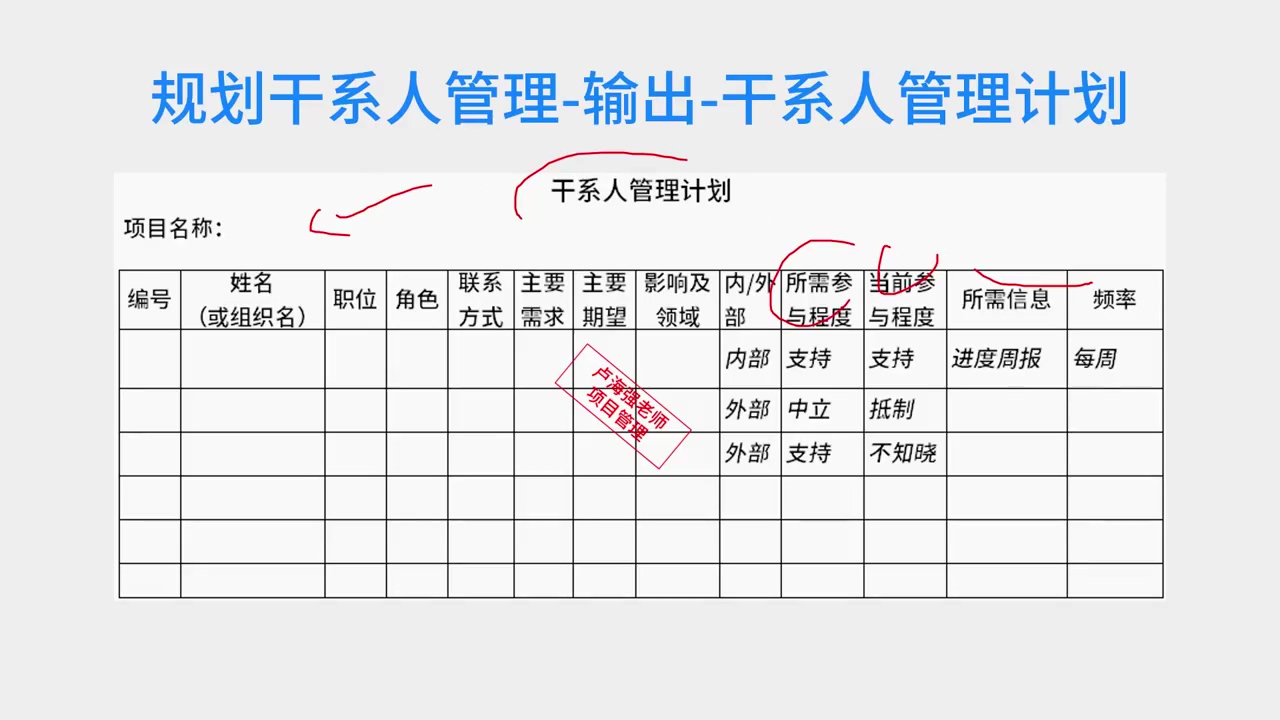 规划干系人管理-输出-干系人管理计划
干系人管理计划
项目名称：
编号 姓名（或组织名） 职位 角色 联系方式 主要需求 主要期望 影响及领域 内/外部 所需参与程度 当前参与程度 所需信息 频率
内部 支持 支持 进度周报 每周
外部 中立 抵制
外部 支持 不知晓
卢海强老师
项目管理